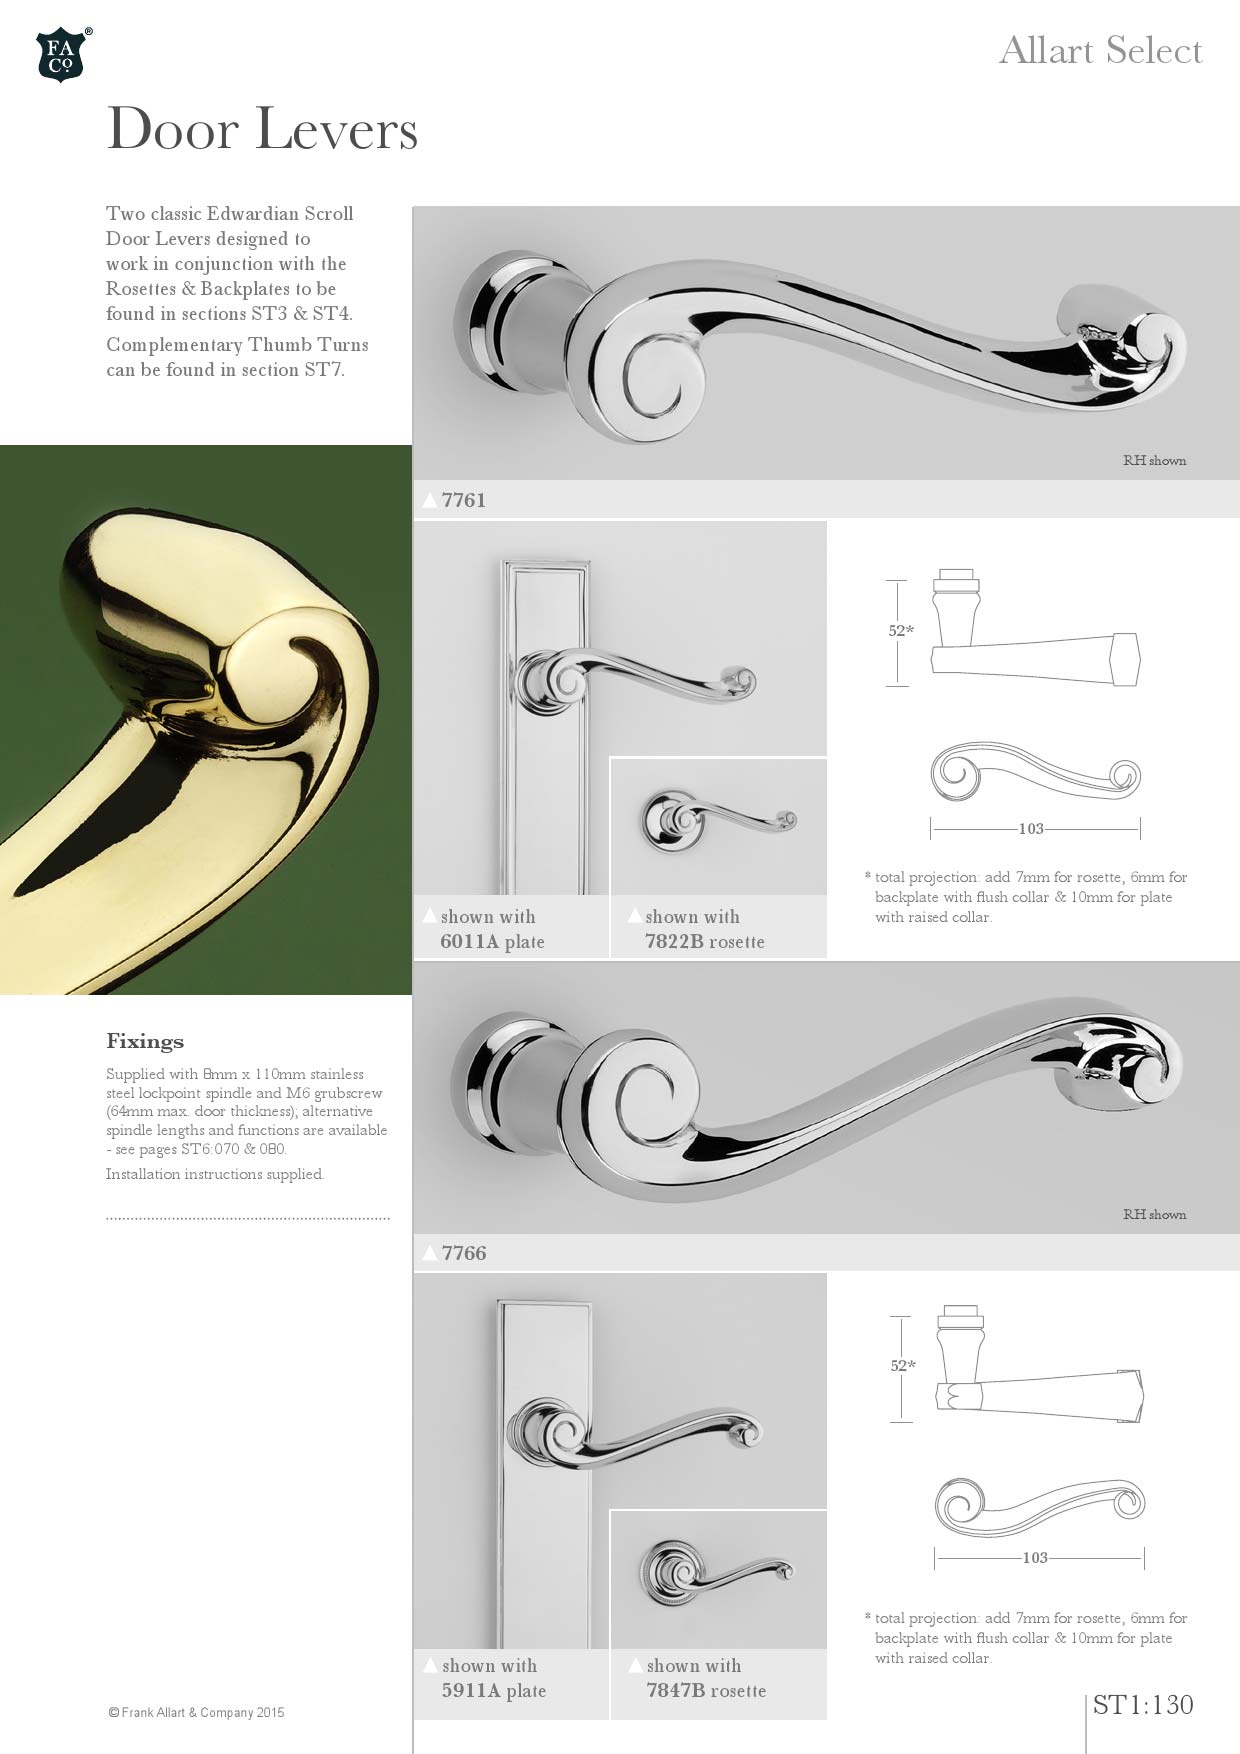 FA
Co.
®
Allart Select
Door Levers
Two classic Edwardian Scroll
Door Levers designed to
work in conjunction with the
Rosettes & Backplates to be
found in sections ST3 & ST4.
Complementary Thumb Turns
can be found in section ST7.
RH shown
7761
52*
103
shown with
6011A plate
shown with
7822B rosette
* total projection: add 7mm for rosette, 6mm for
backplate with flush collar & 10mm for plate
with raised collar.
Fixings
Supplied with 8mm x 110mm stainless
steel lockpoint spindle and M6 grubscrew
(64mm max. door thickness); alternative
spindle lengths and functions are available
- see pages ST6:070 & 080.
Installation instructions supplied.
RH shown
7766
52*
103
shown with
5911A plate
shown with
7847B rosette
* total projection: add 7mm for rosette, 6mm for
backplate with flush collar & 10mm for plate
with raised collar.
© Frank Allart & Company 2015
ST1:130